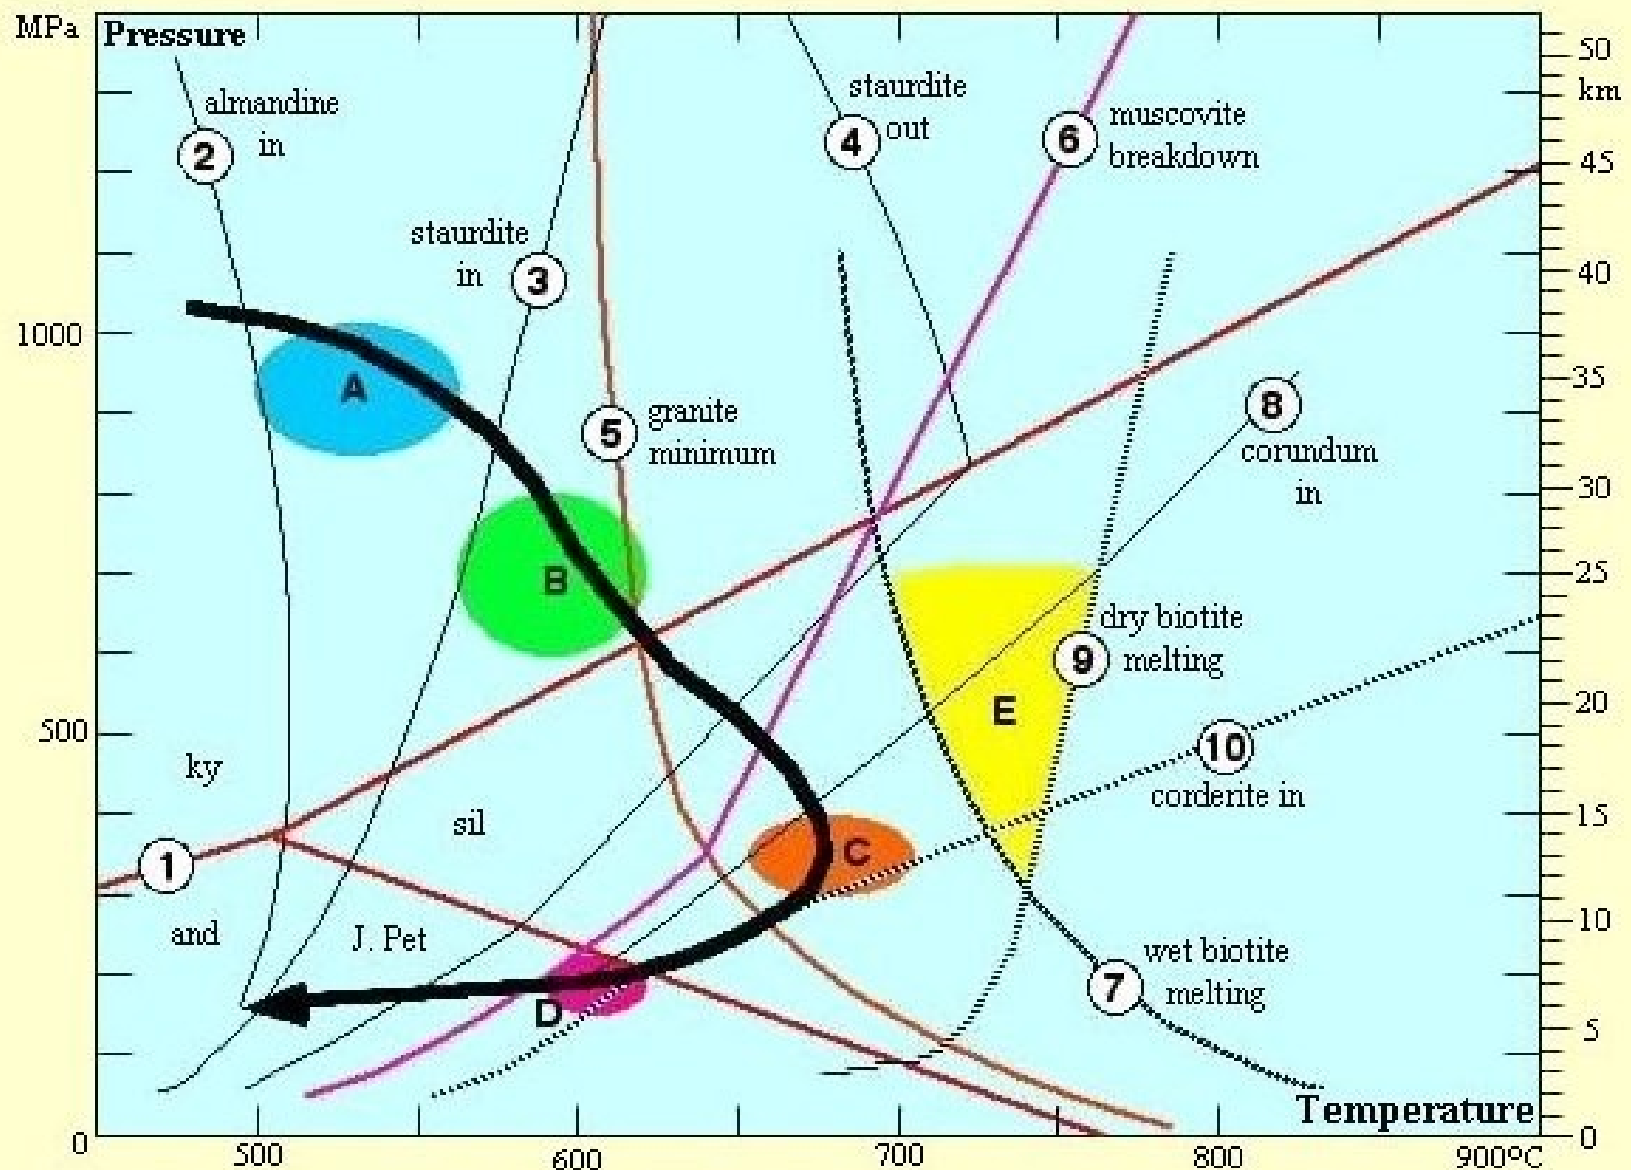 MPa
Pressure
50
km
almandine
in
2
staurdite
out
4
6
muscovite
breakdown
45
staurdite
in
3
40
1000
A
35
8
corundum
in
5
granite
minimum
30
B
25
dry biotite
melting
9
E
20
500
10
corderite in
ky
sil
15
C
1
and
J. Pet
10
wet biotite
melting
7
D
5
Temperature
0
500
600
700
800
900ºC
0